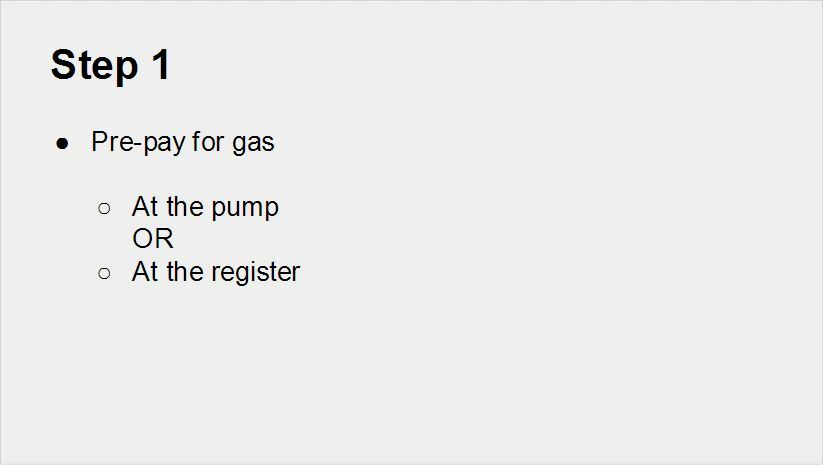 Step 1
● Pre-pay for gas
○ At the pump
OR
○ At the register